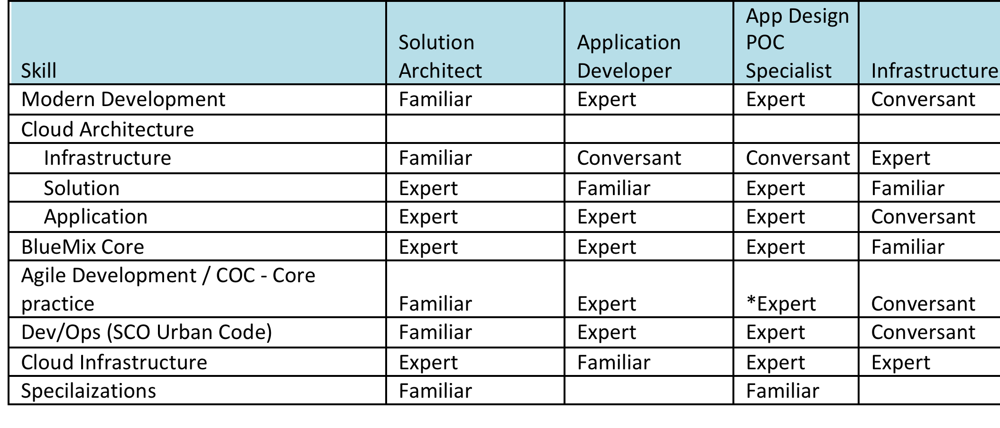 Skill Solution Architect Application Developer App Design POC Specialist Infrastructure
Modern Development Familiar Expert Expert Conversant
Cloud Architecture
Infrastructure Familiar Conversant Conversant Expert
Solution Expert Familiar Expert Familiar
Application Expert Expert Expert Conversant
BlueMix Core Expert Expert Expert Familiar
Agile Development / COC - Core
practice Familiar Expert *Expert Conversant
Dev/Ops (SCO Urban Code) Familiar Expert Expert Conversant
Cloud Infrastructure Expert Familiar Expert Expert
Specilaizations Familiar Familiar